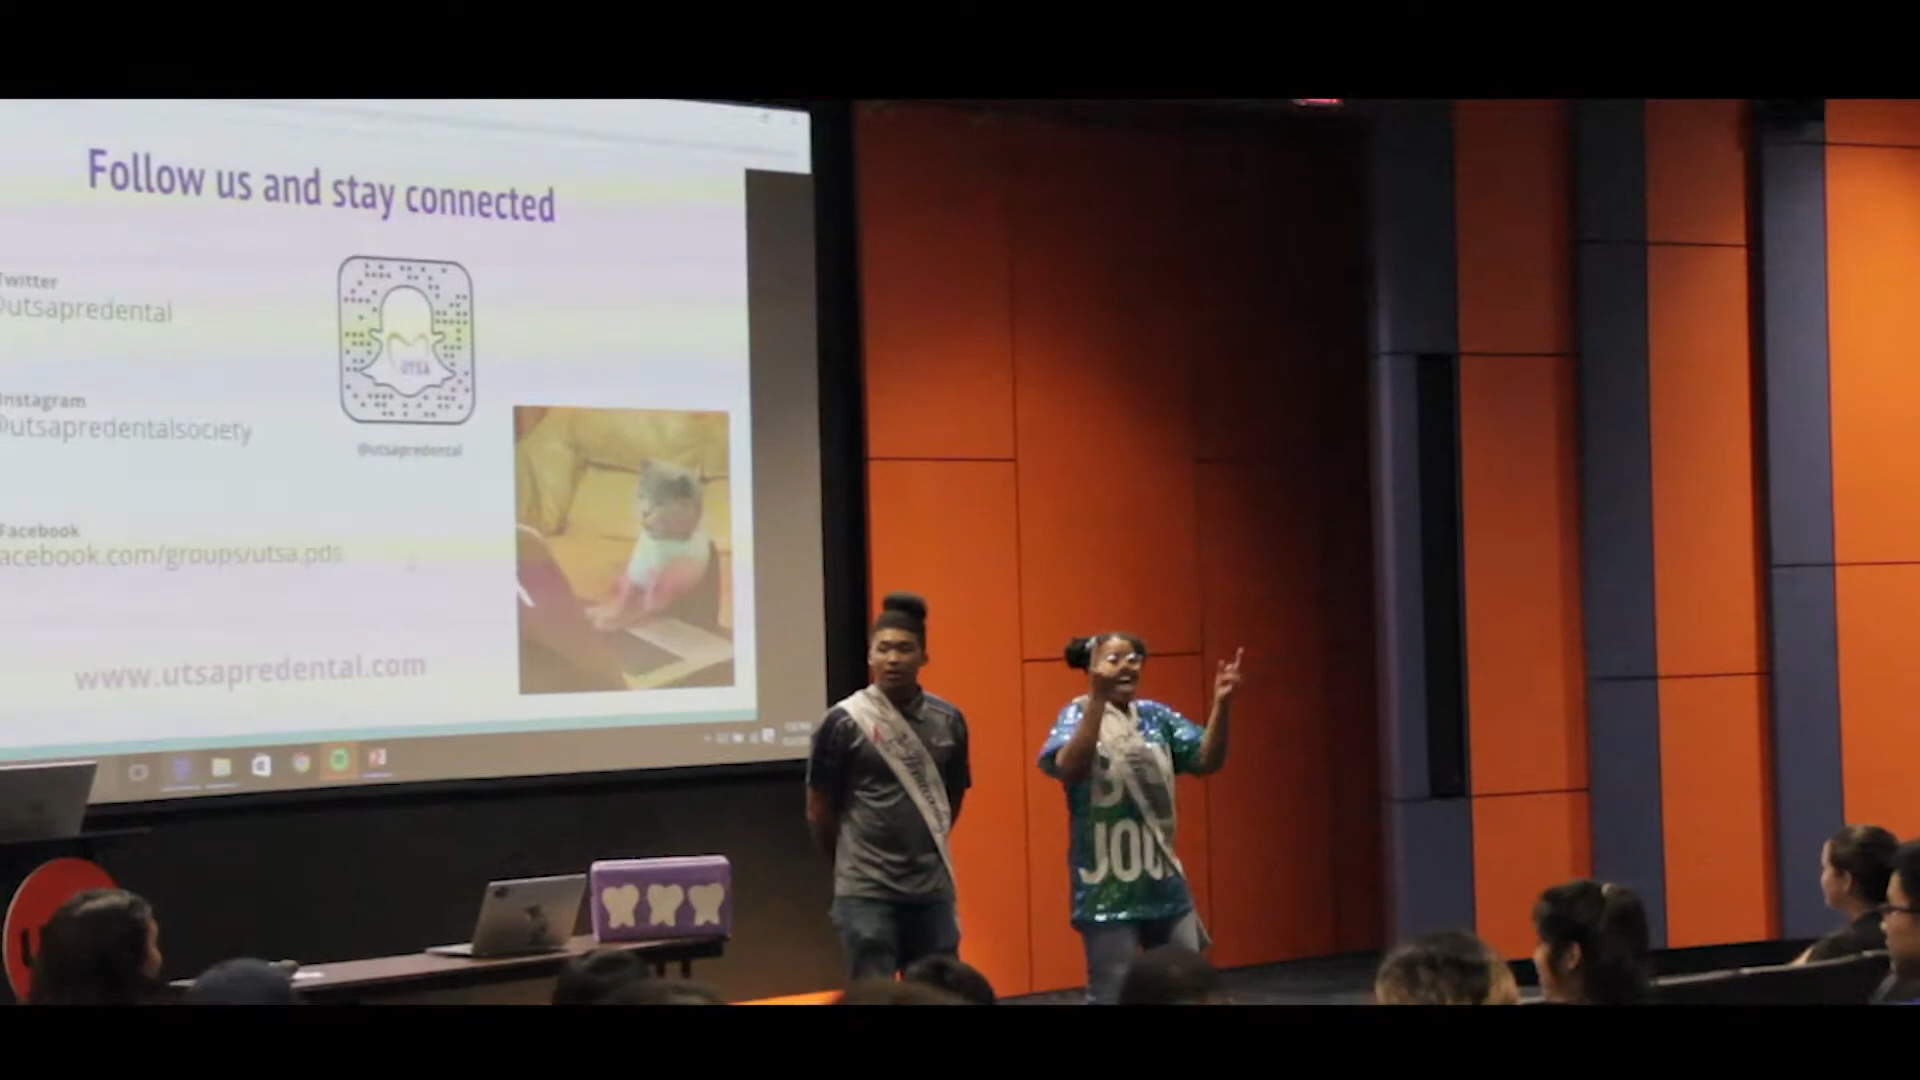 Follow us and stay connected
Twitter
@utsapredental
Instagram
@utsapredentalsociety
Facebook
facebook.com/groups/utsa.pds
UTSA
@utsapredental
www.utsapredental.com
JOU